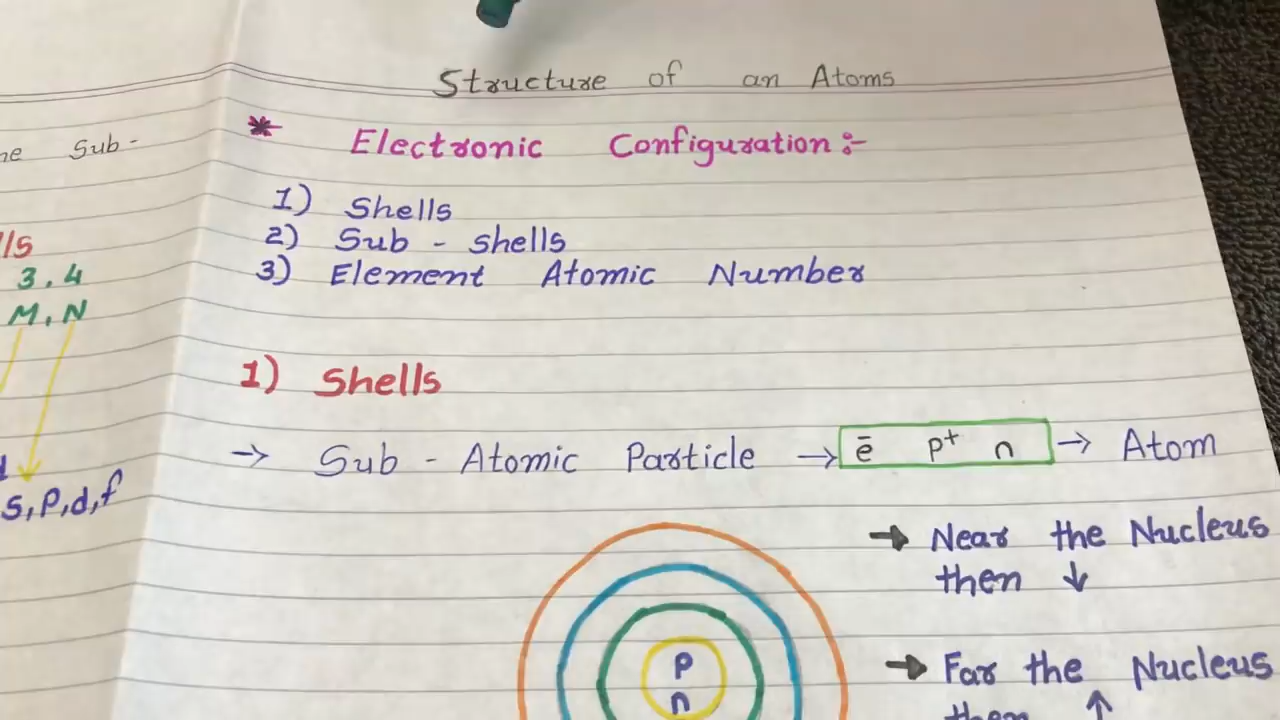 Structure of an Atoms
* Electronic Configuration :-
1) Shells
2) Sub - shells
3) Element Atomic Number
1) Shells
→ Sub - Atomic Particle → ē p+ n → Atom
→ Near the Nucleus
then ↓
→ Far the Nucleus
then ↑
P
n
Sub -
3, 4
M, N
S, P, d, f